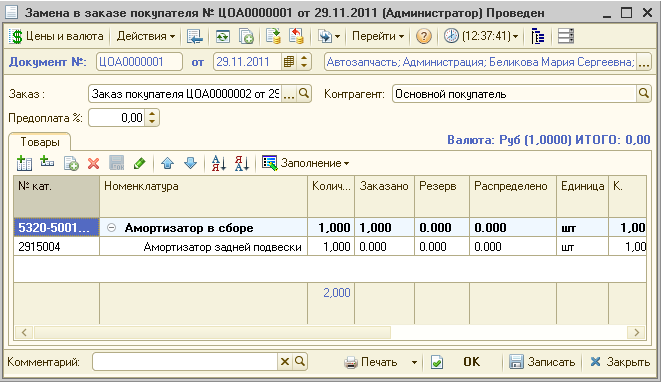 Замена в заказе покупателя № ЦОА0000001 от 29.11.2011 (Администратор) Проведен
Цены и валюта Действия Перейти (12:37:41)
Документ №: ЦОА0000001 от 29.11.2011 Автозапчасть; Администрация; Беликова Мария Сергеевна; ...
Заказ : Заказ покупателя ЦОА0000002 от 29 ... Контрагент: Основной покупатель
Предоплата %: 0,00
Товары Валюта: Руб (1,0000) ИТОГО: 0,00
Заполнение
№ кат. Номенклатура Колич... Заказано Резерв Распределено Единица К.
5320-5001... Амортизатор в сборе 1,000 1,000 0.000 0.000 шт 1,00
2915004 Амортизатор задней подвески 1,000 0.000 0.000 0.000 шт 1,00
2,000
Комментарий: Печать OK Записать Закрыть